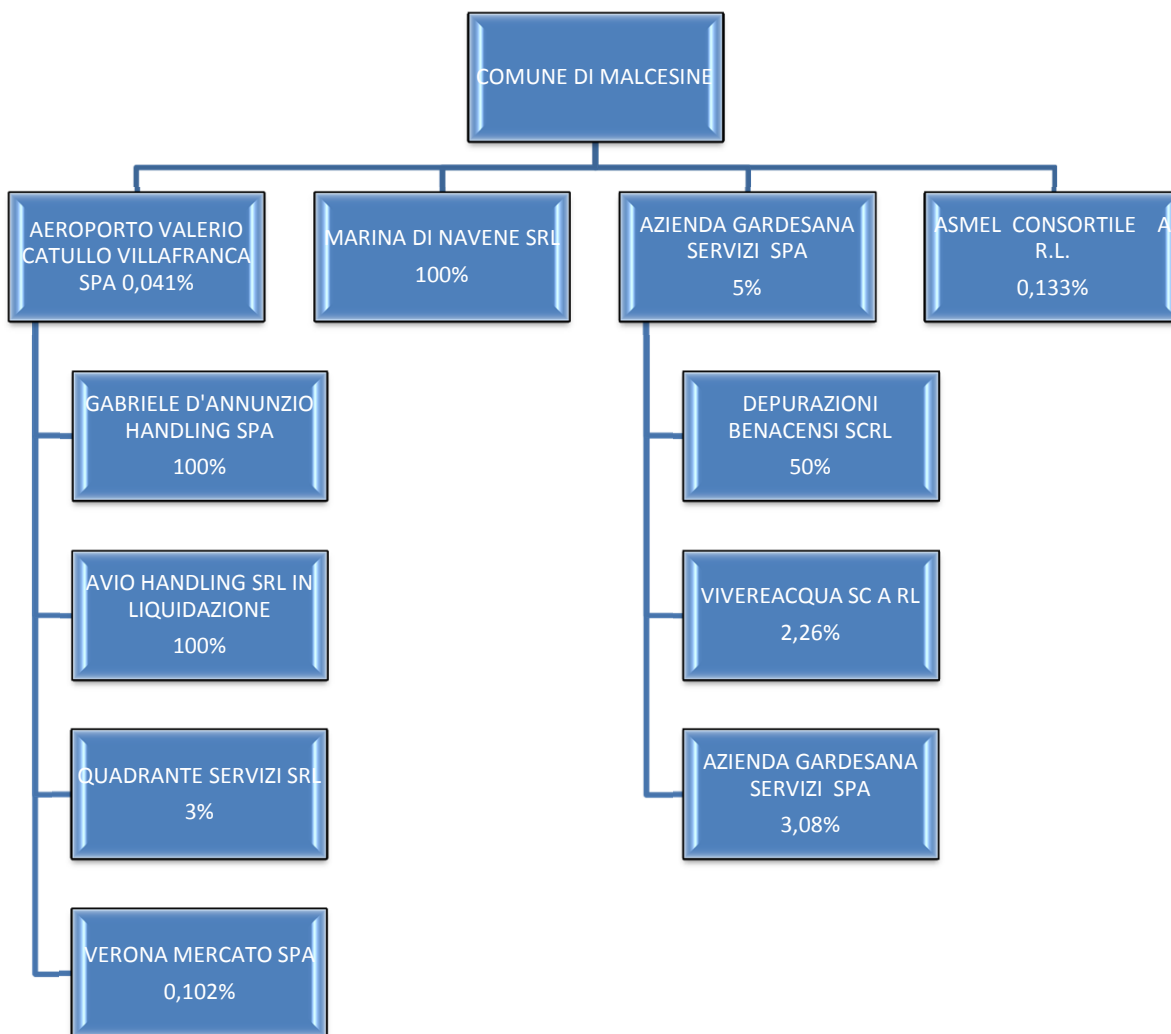 COMUNE DI MALCESINE
AEROPORTO VALERIO
CATULLO VILLAFRANCA
SPA 0,041%
MARINA DI NAVENE SRL
100%
AZIENDA GARDESANA
SERVIZI SPA
5%
ASMEL CONSORTILE A
R.L.
0,133%
GABRIELE D'ANNUNZIO
HANDLING SPA
100%
AVIO HANDLING SRL IN
LIQUIDAZIONE
100%
QUADRANTE SERVIZI SRL
3%
VERONA MERCATO SPA
0,102%
DEPURAZIONI
BENACENSI SCRL
50%
VIVEREACQUA SC A RL
2,26%
AZIENDA GARDESANA
SERVIZI SPA
3,08%